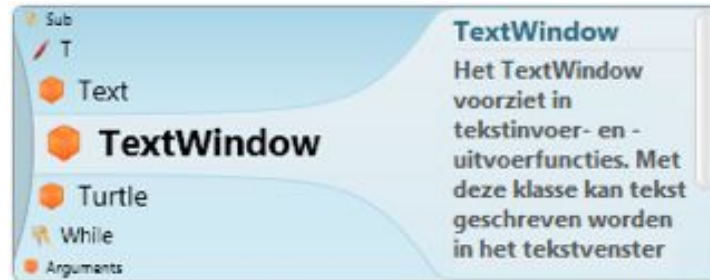 Sub
T
Text
TextWindow
Turtle
While
Arguments
TextWindow
Het TextWindow
voorziet in
tekstinvoer- en -
uitvoerfuncties. Met
deze klasse kan tekst
geschreven worden
in het tekstvenster